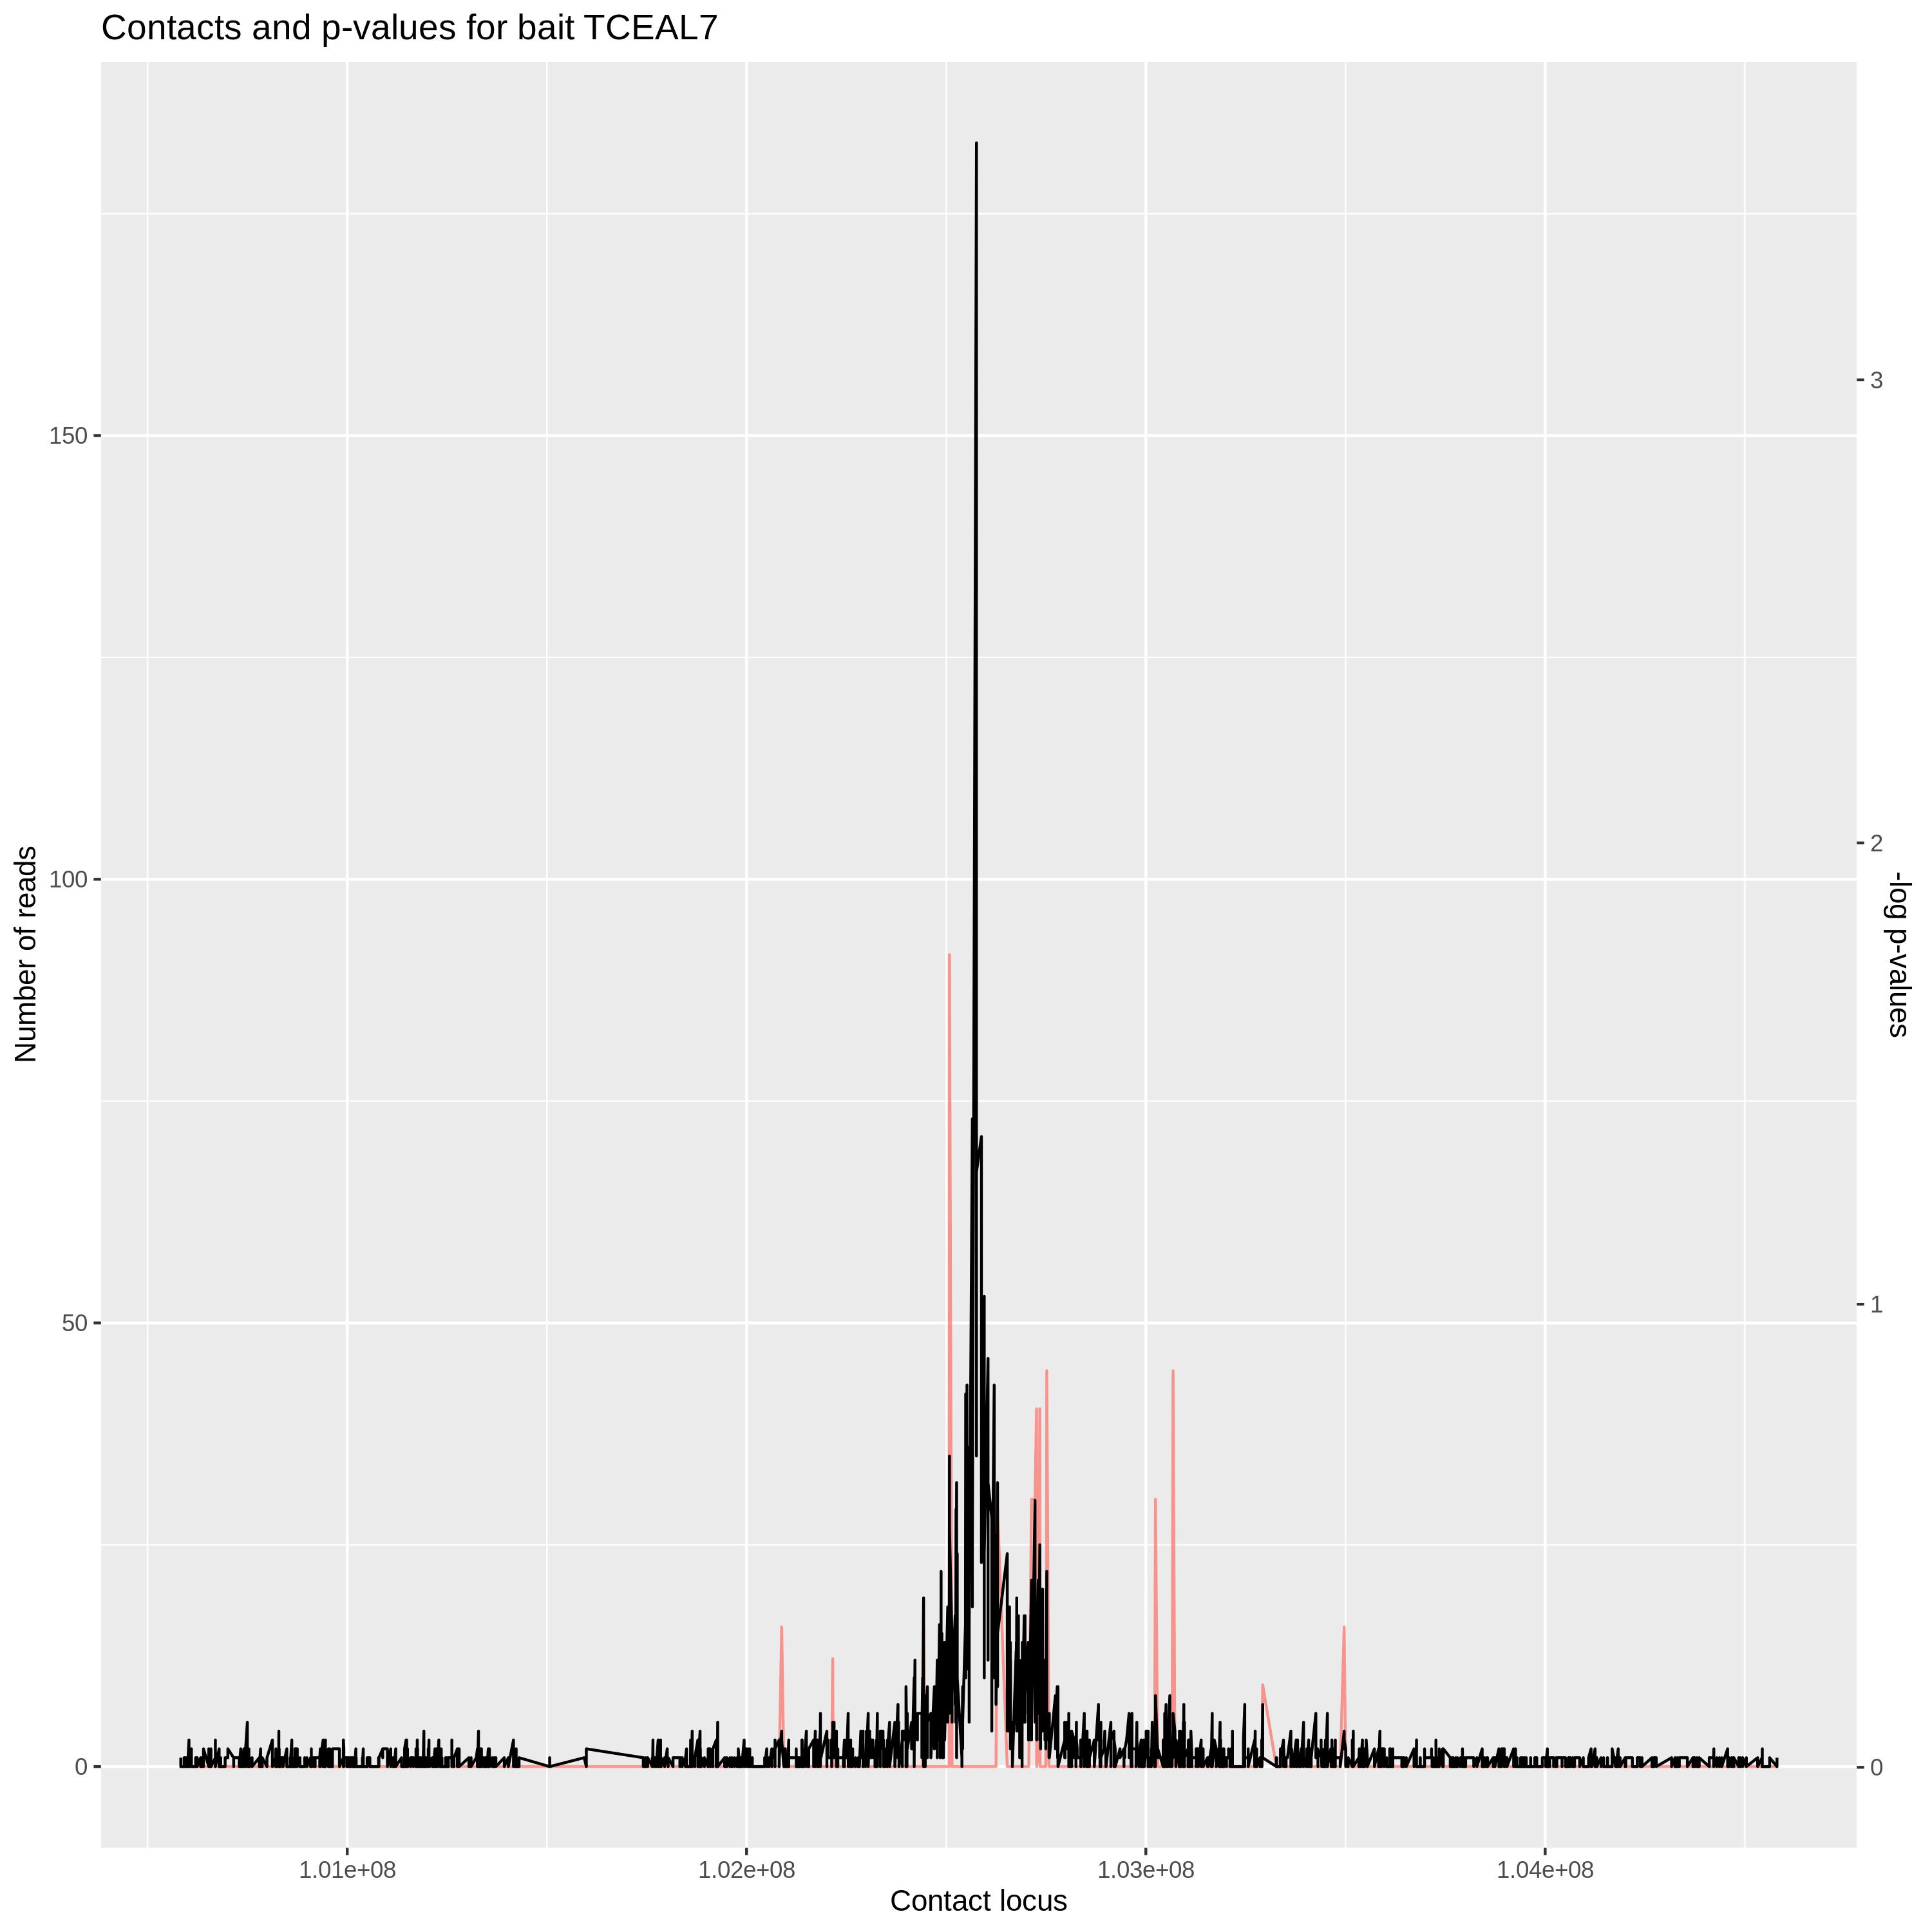 Contacts and p-values for bait TCEAL7
Number of reads
150
100
50
0
3
2
1
0
-log p-values
1.01e+08 1.02e+08 1.03e+08 1.04e+08
Contact locus